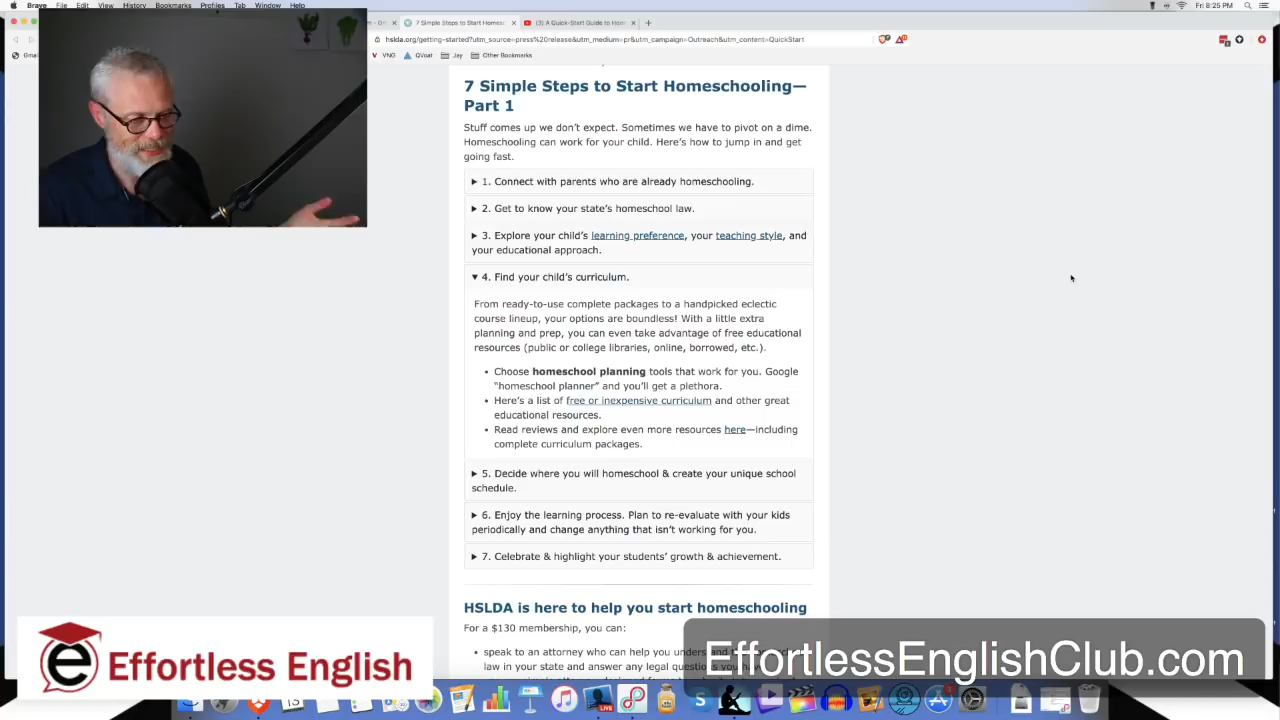 Brave File Edit View History Bookmarks Profiles Tab Window Help
Fri 8:25 PM
7 Simple Steps to Start Homesc
(3) A Quick-Start Guide to Hom
hslda.org/getting-started?utm_source=press%20release&utm_medium=pr&utm_campaign=Outreach&utm_content=QuickStart
VNG QVoat Jay Other Bookmarks
7 Simple Steps to Start Homeschooling—
Part 1
Stuff comes up we don't expect. Sometimes we have to pivot on a dime.
Homeschooling can work for your child. Here's how to jump in and get
going fast.
▶ 1. Connect with parents who are already homeschooling.
▶ 2. Get to know your state's homeschool law.
▶ 3. Explore your child's learning preference, your teaching style, and
your educational approach.
▼ 4. Find your child's curriculum.
From ready-to-use complete packages to a handpicked eclectic
course lineup, your options are boundless! With a little extra
planning and prep, you can even take advantage of free educational
resources (public or college libraries, online, borrowed, etc.).
• Choose homeschool planning tools that work for you. Google
"homeschool planner" and you'll get a plethora.
• Here's a list of free or inexpensive curriculum and other great
educational resources.
• Read reviews and explore even more resources here—including
complete curriculum packages.
▶ 5. Decide where you will homeschool & create your unique school
schedule.
▶ 6. Enjoy the learning process. Plan to re-evaluate with your kids
periodically and change anything that isn't working for you.
▶ 7. Celebrate & highlight your students' growth & achievement.
HSLDA is here to help you start homeschooling
For a $130 membership, you can:
• speak to an attorney who can help you
law in your state and answer any legal
e Effortless English
EffortlessEnglishClub.com